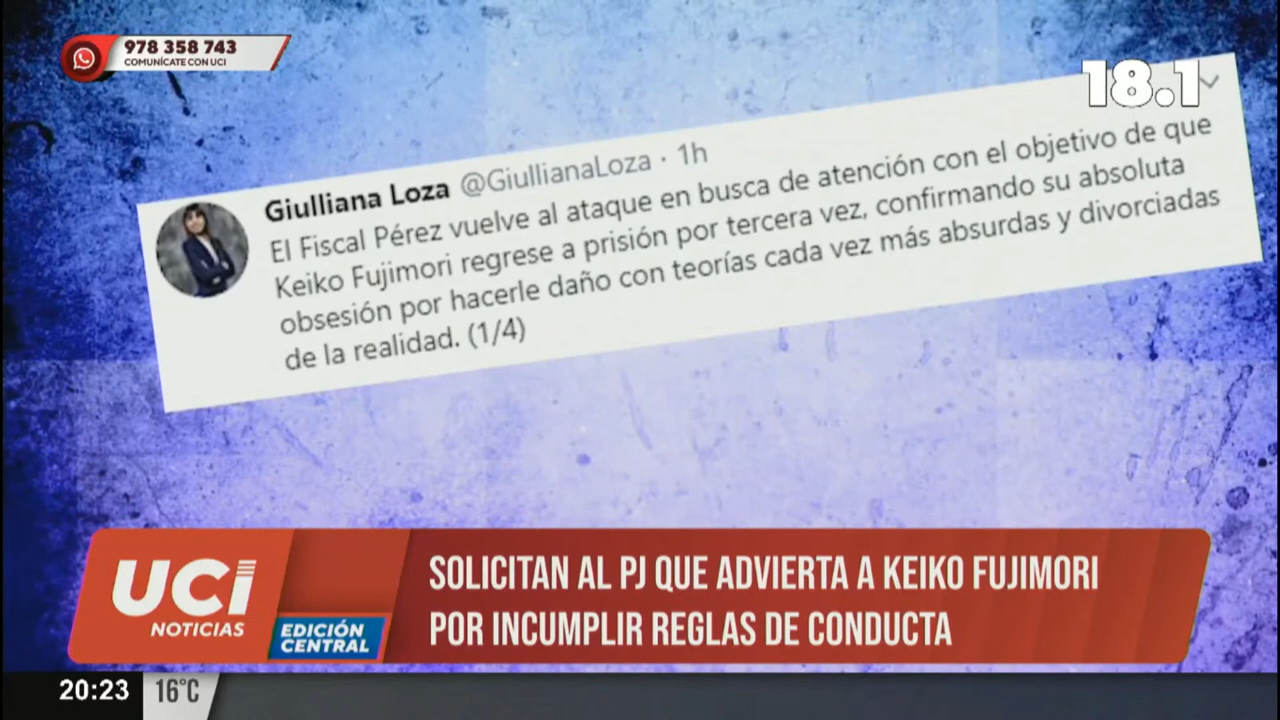 978 358 743
COMUNÍCATE CON UCI
18.1
Giulliana Loza @GiullianaLoza · 1h
El Fiscal Pérez vuelve al ataque en busca de atención con el objetivo de que
Keiko Fujimori regrese a prisión por tercera vez, confirmando su absoluta
obsesión por hacerle daño con teorías cada vez más absurdas y divorciadas
de la realidad. (1/4)
UCI
NOTICIAS
EDICIÓN
CENTRAL
SOLICITAN AL PJ QUE ADVIERTA A KEIKO FUJIMORI
POR INCUMPLIR REGLAS DE CONDUCTA
20:23 16°C